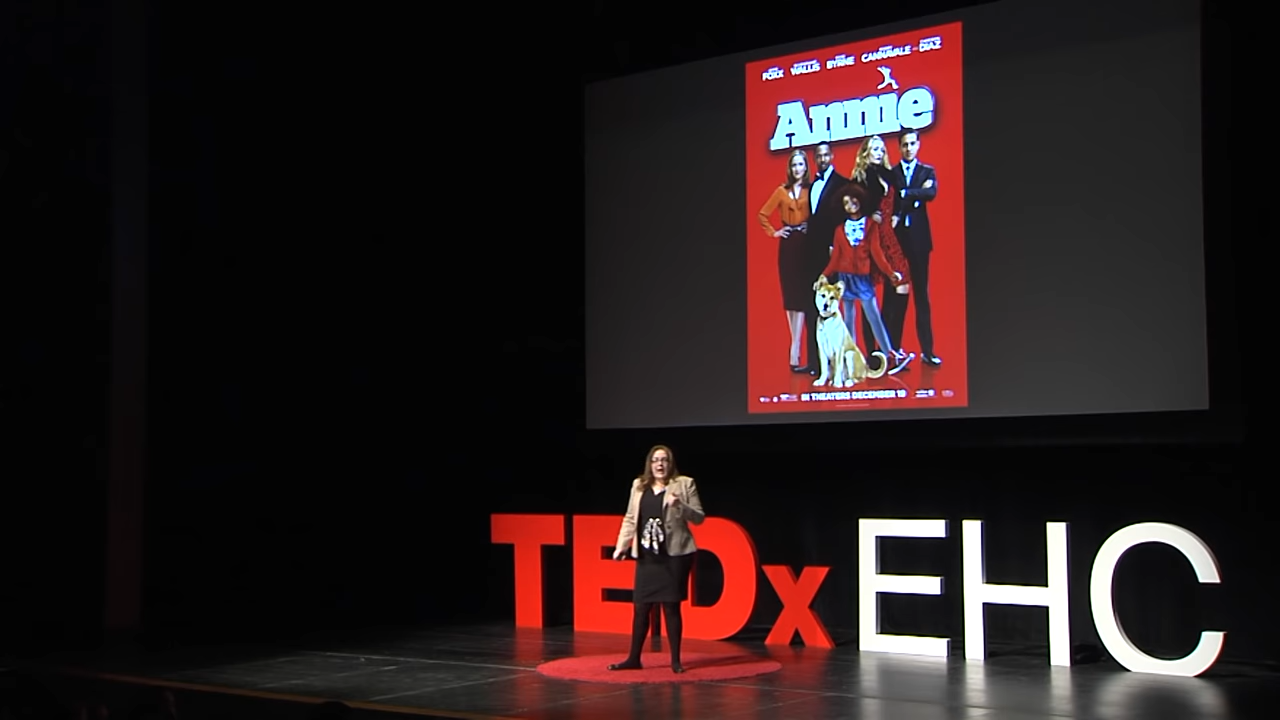 FOXX WALLIS BYRNE CANNAVALE DIAZ
Annie
IN THEATERS DECEMBER 19
TEDx EHC